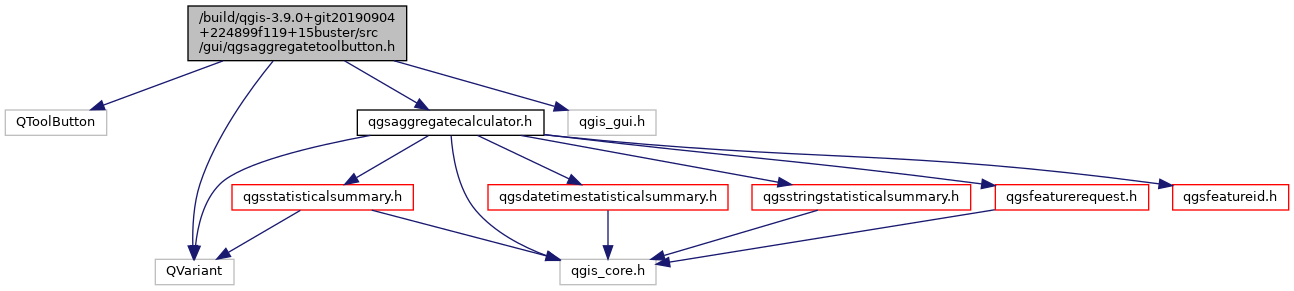 /build/qgis-3.9.0+git20190904
+224899f119+15buster/src
/gui/qgsaggregatetoolbutton.h
QToolButton
qgsaggregatecalculator.h
qgis_gui.h
qgsstatisticalsummary.h
qgsdatetimestatisticalsummary.h
qgsstringstatisticalsummary.h
qgsfeaturerequest.h
qgsfeatureid.h
QVariant
qgis_core.h